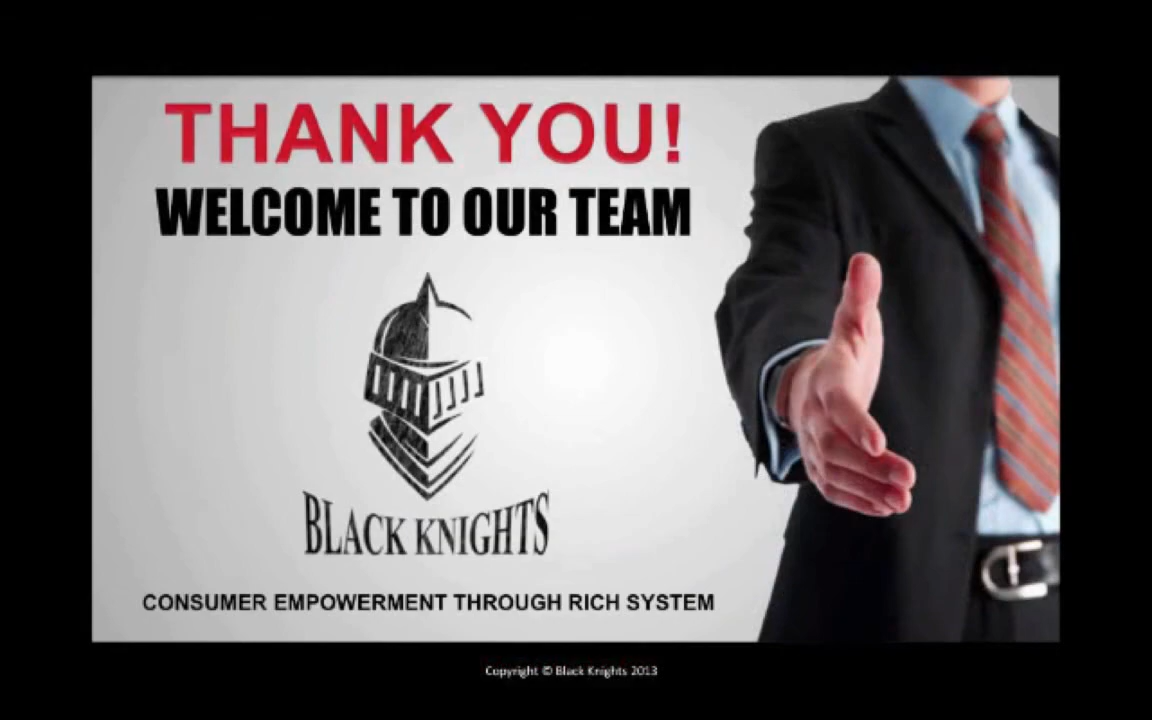 THANK YOU!
WELCOME TO OUR TEAM
BLACK KNIGHTS
CONSUMER EMPOWERMENT THROUGH RICH SYSTEM
Copyright © Black Knights 2013